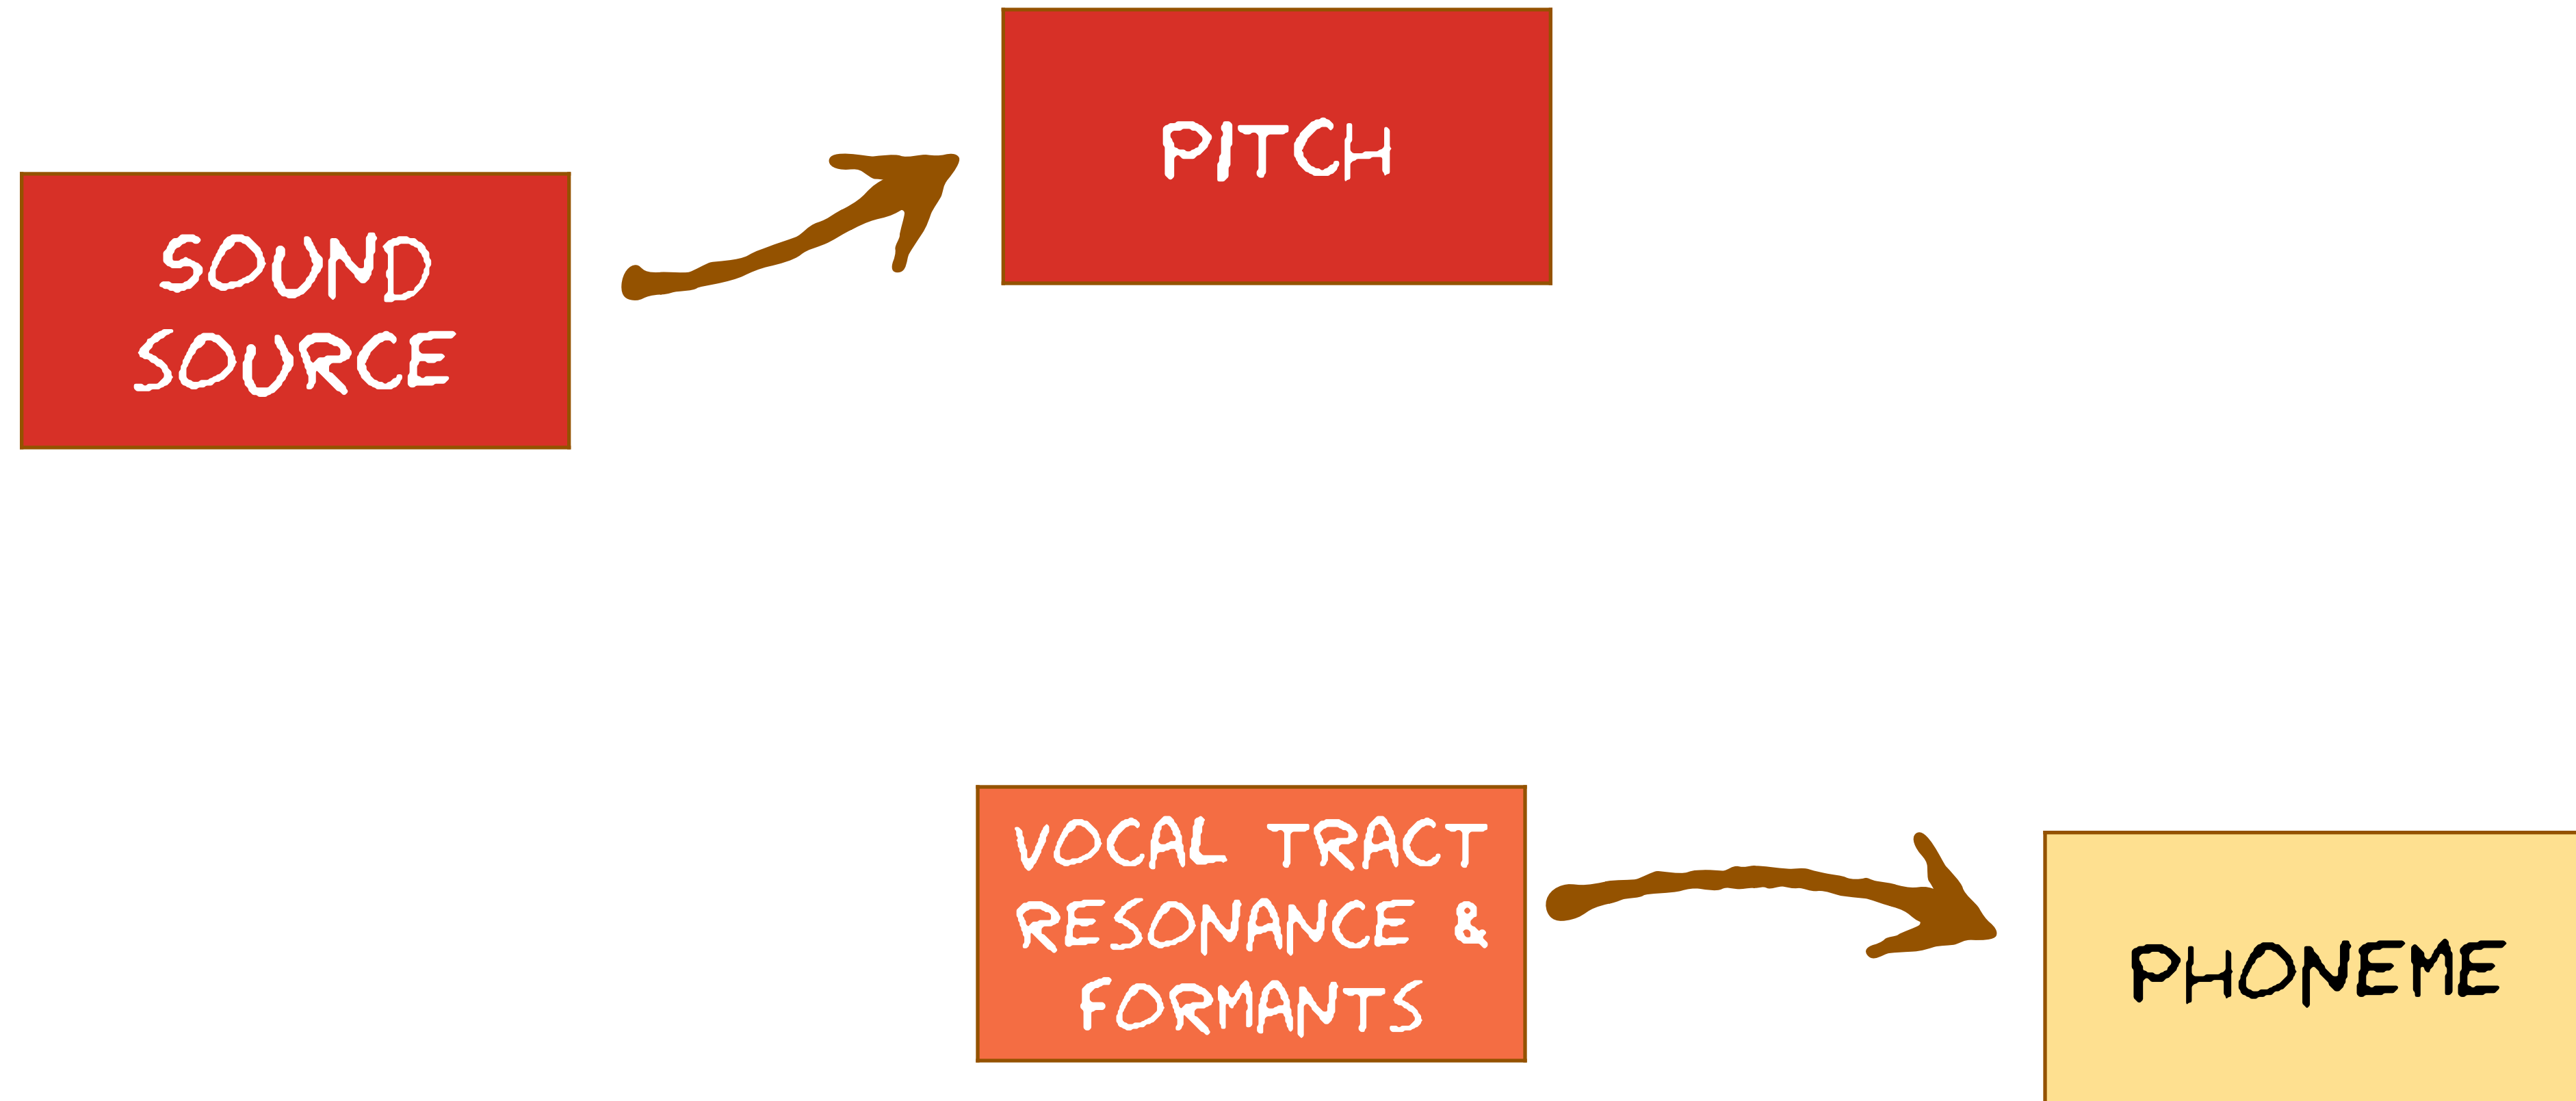 PITCH
SOUND
SOURCE
VOCAL TRACT
RESONANCE &
FORMANTS
PHONEME